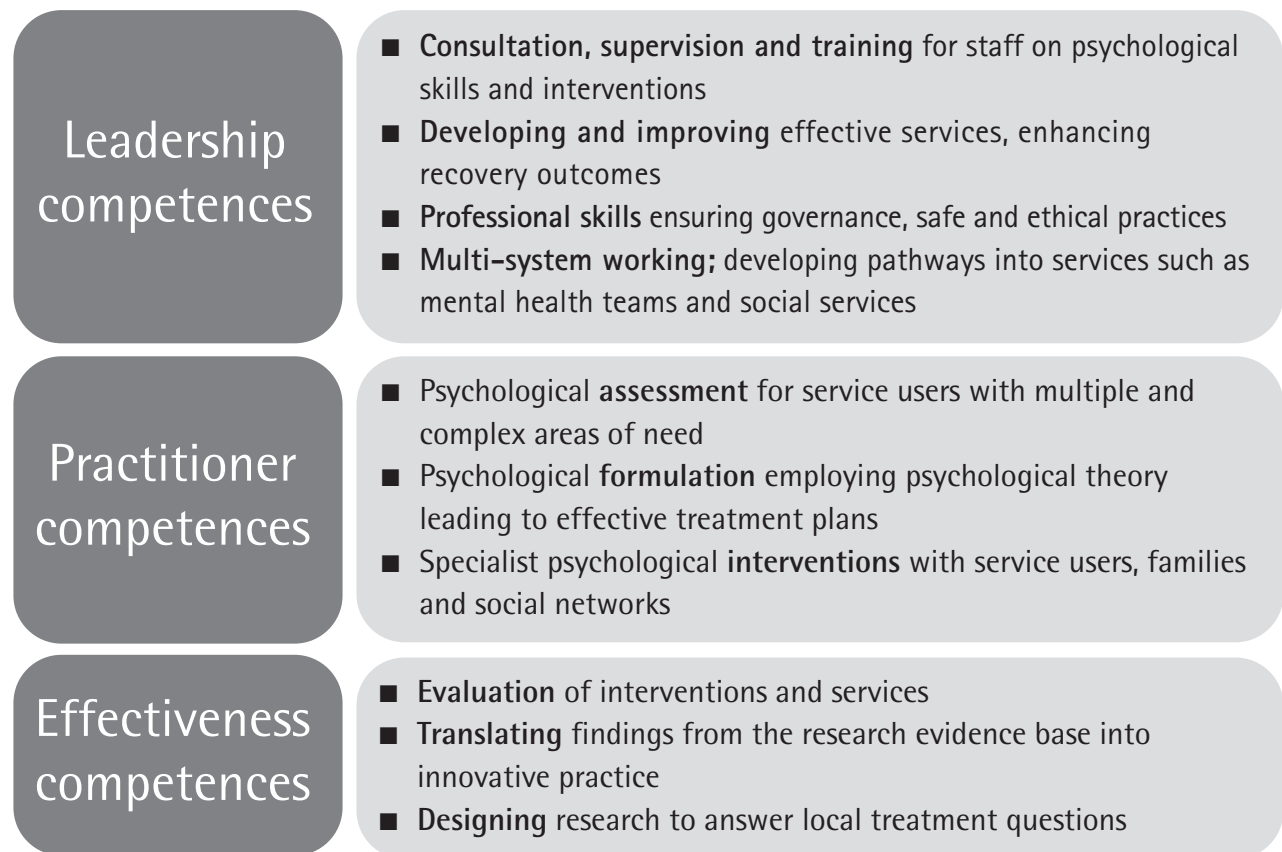 Leadership
competences
■ Consultation, supervision and training for staff on psychological
skills and interventions
■ Developing and improving effective services, enhancing
recovery outcomes
■ Professional skills ensuring governance, safe and ethical practices
■ Multi-system working; developing pathways into services such as
mental health teams and social services
Practitioner
competences
■ Psychological assessment for service users with multiple and
complex areas of need
■ Psychological formulation employing psychological theory
leading to effective treatment plans
■ Specialist psychological interventions with service users, families
and social networks
Effectiveness
competences
■ Evaluation of interventions and services
■ Translating findings from the research evidence base into
innovative practice
■ Designing research to answer local treatment questions